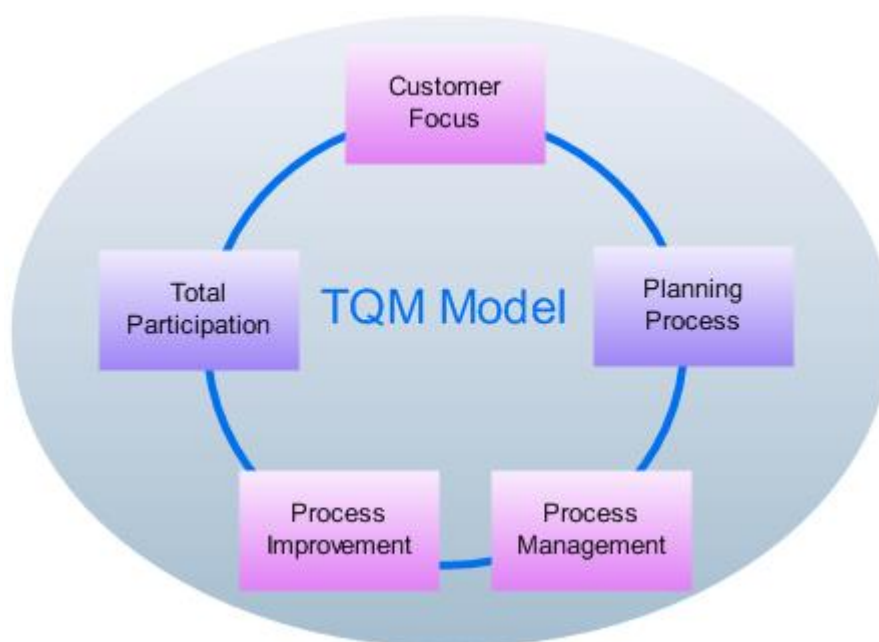 Customer
Focus
Total
Participation
TQM Model
Planning
Process
Process
Improvement
Process
Management